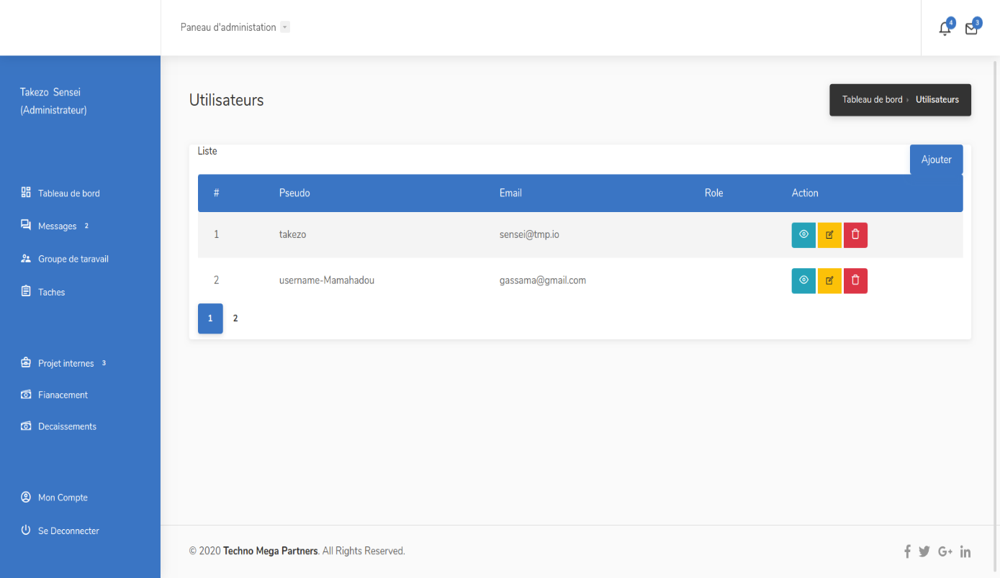 Paneau d'administation
4
3
Takezo Sensei
(Administrateur)
Tableau de bord
Messages 2
Groupe de taravail
Taches
Projet internes 3
Fianacement
Decaissements
Mon Compte
Se Deconnecter
Utilisateurs
Tableau de bord › Utilisateurs
Liste
Ajouter
# Pseudo Email Role Action
1 takezo sensei@tmp.io
2 username-Mamahadou gassama@gmail.com
1 2
© 2020 Techno Mega Partners. All Rights Reserved.